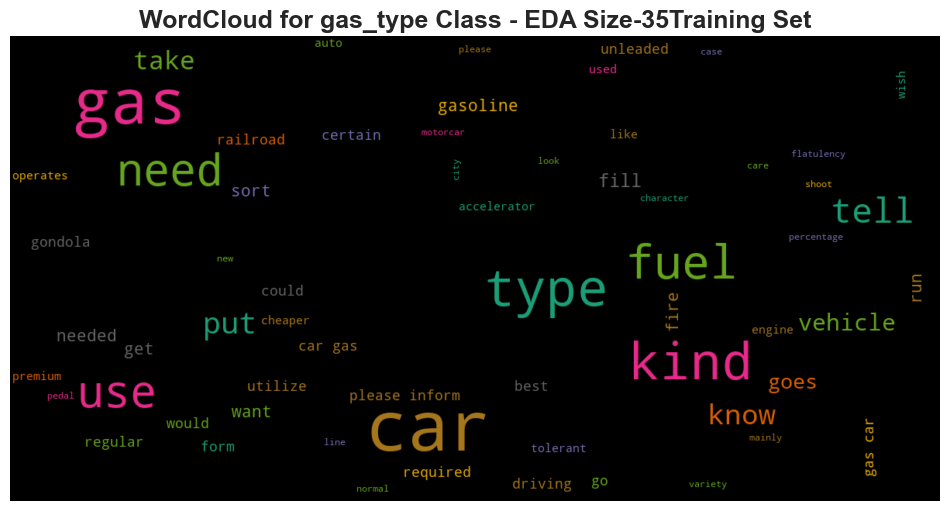 WordCloud for gas_type Class - EDA Size-35Training Set
auto
please
unleaded
case
take
used
wish
gas
gasoline
railroad
certain
motorcar
like
flatulency
need
city
look
care
operates
sort
fill
shoot
character
accelerator
tell
gondola
percentage
new
fuel
type
could
run
put
cheaper
fire
engine
vehicle
needed
get
car gas
kind
premium
goes
pedal
use
utilize
please inform
best
want
know
would
car
mainly
gas car
regular
form
line
tolerant
required
normal
driving
go
variety